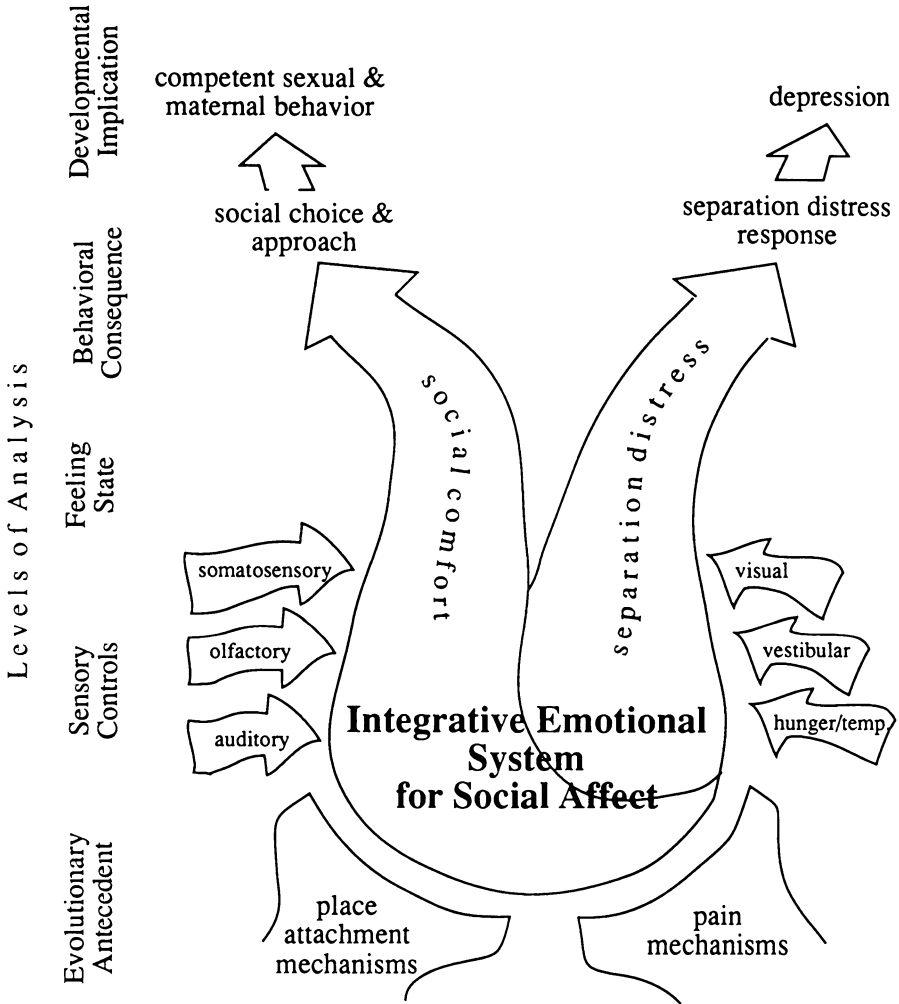 Levels of Analysis
Developmental
Implication
Behavioral
Consequence
Feeling
State
Sensory
Controls
Evolutionary
Antecedent
competent sexual &
maternal behavior
depression
social choice &
approach
separation distress
response
social comfort
separation distress
somatosensory
olfactory
auditory
visual
vestibular
hunger/temp.
Integrative Emotional
System
for Social Affect
place
attachment
mechanisms
pain
mechanisms